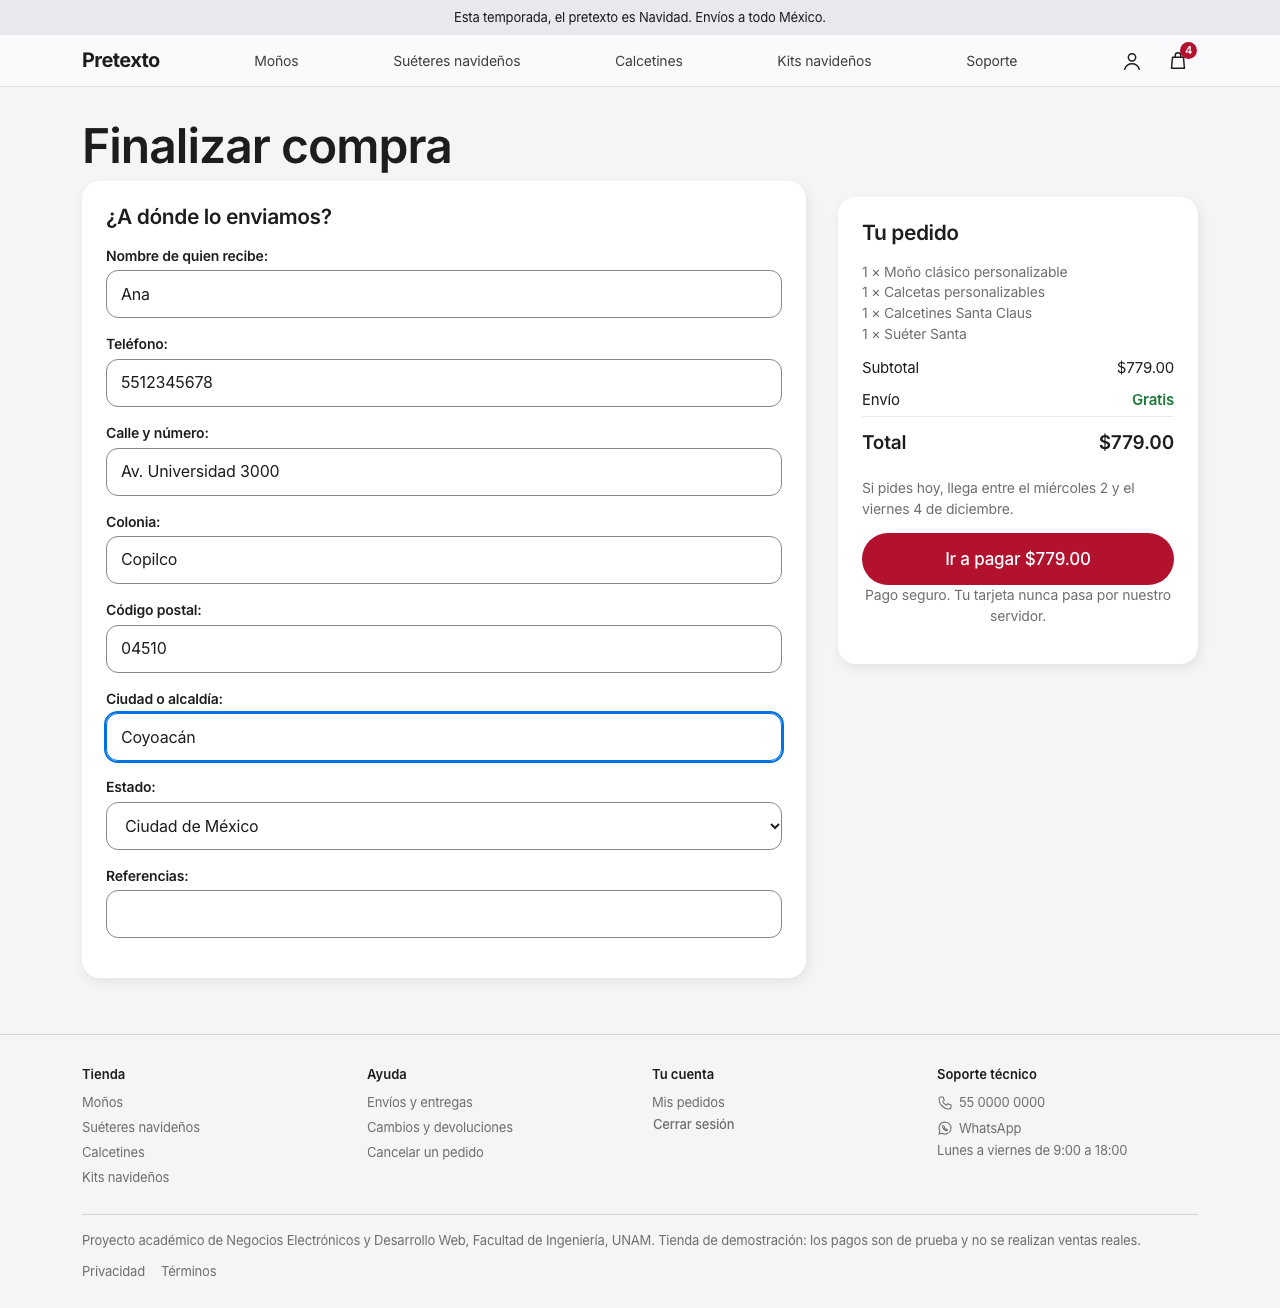 Esta temporada, el pretexto es Navidad. Envíos a todo México.
Pretexto
Moños
Suéteres navideños
Calcetines
Kits navideños
Soporte
4
Finalizar compra
¿A dónde lo enviamos?
Nombre de quien recibe:
Ana
Teléfono:
5512345678
Calle y número:
Av. Universidad 3000
Colonia:
Copilco
Código postal:
04510
Ciudad o alcaldía:
Coyoacán
Estado:
Ciudad de México
Referencias:
Tu pedido
1 × Moño clásico personalizable
1 × Calcetas personalizables
1 × Calcetines Santa Claus
1 × Suéter Santa
Subtotal $779.00
Envío Gratis
Total $779.00
Si pides hoy, llega entre el miércoles 2 y el
viernes 4 de diciembre.
Ir a pagar $779.00
Pago seguro. Tu tarjeta nunca pasa por nuestro
servidor.
Tienda
Moños
Suéteres navideños
Calcetines
Kits navideños
Ayuda
Envíos y entregas
Cambios y devoluciones
Cancelar un pedido
Tu cuenta
Mis pedidos
Cerrar sesión
Soporte técnico
55 0000 0000
WhatsApp
Lunes a viernes de 9:00 a 18:00
Proyecto académico de Negocios Electrónicos y Desarrollo Web, Facultad de Ingeniería, UNAM. Tienda de demostración: los pagos son de prueba y no se realizan ventas reales.
Privacidad Términos